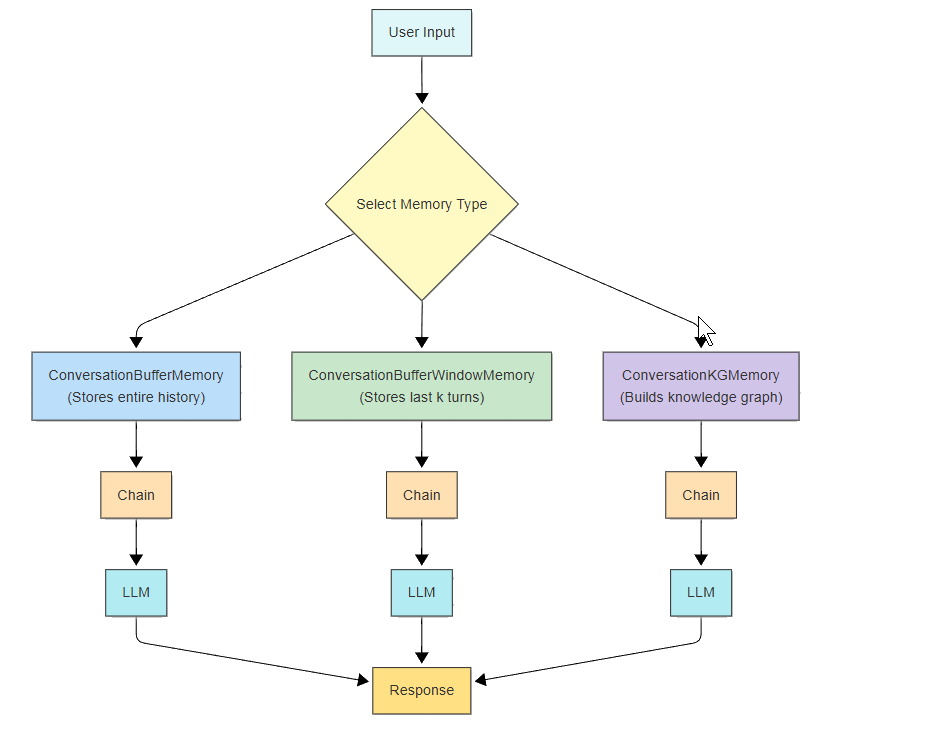 User Input
Select Memory Type
ConversationBufferMemory
(Stores entire history)
ConversationBufferWindowMemory
(Stores last k turns)
ConversationKGMemory
(Builds knowledge graph)
Chain
Chain
Chain
LLM
LLM
LLM
Response